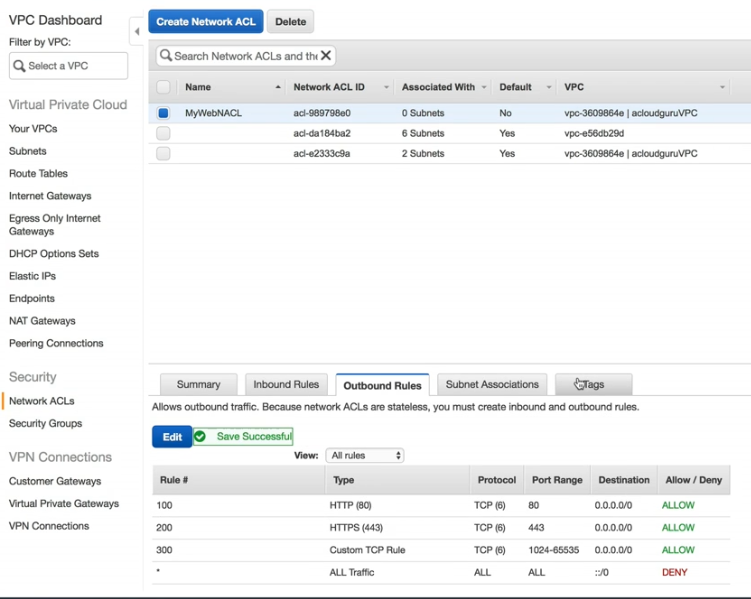 VPC Dashboard
Filter by VPC:
Select a VPC
Virtual Private Cloud
Your VPCs
Subnets
Route Tables
Internet Gateways
Egress Only Internet
Gateways
DHCP Options Sets
Elastic IPs
Endpoints
NAT Gateways
Peering Connections
Security
Network ACLs
Security Groups
VPN Connections
Customer Gateways
Virtual Private Gateways
VPN Connections
Create Network ACL Delete
Search Network ACLs and the
Name Network ACL ID Associated With Default VPC
MyWebNACL acl-989798e0 0 Subnets No vpc-3609864e | acloudguruVPC
acl-da184ba2 6 Subnets Yes vpc-e56db29d
acl-e2333c9a 2 Subnets Yes vpc-3609864e | acloudguruVPC
Summary Inbound Rules Outbound Rules Subnet Associations Tags
Allows outbound traffic. Because network ACLs are stateless, you must create inbound and outbound rules.
Edit Save Successful
View: All rules
Rule # Type Protocol Port Range Destination Allow / Deny
100 HTTP (80) TCP (6) 80 0.0.0.0/0 ALLOW
200 HTTPS (443) TCP (6) 443 0.0.0.0/0 ALLOW
300 Custom TCP Rule TCP (6) 1024-65535 0.0.0.0/0 ALLOW
* ALL Traffic ALL ALL ::/0 DENY